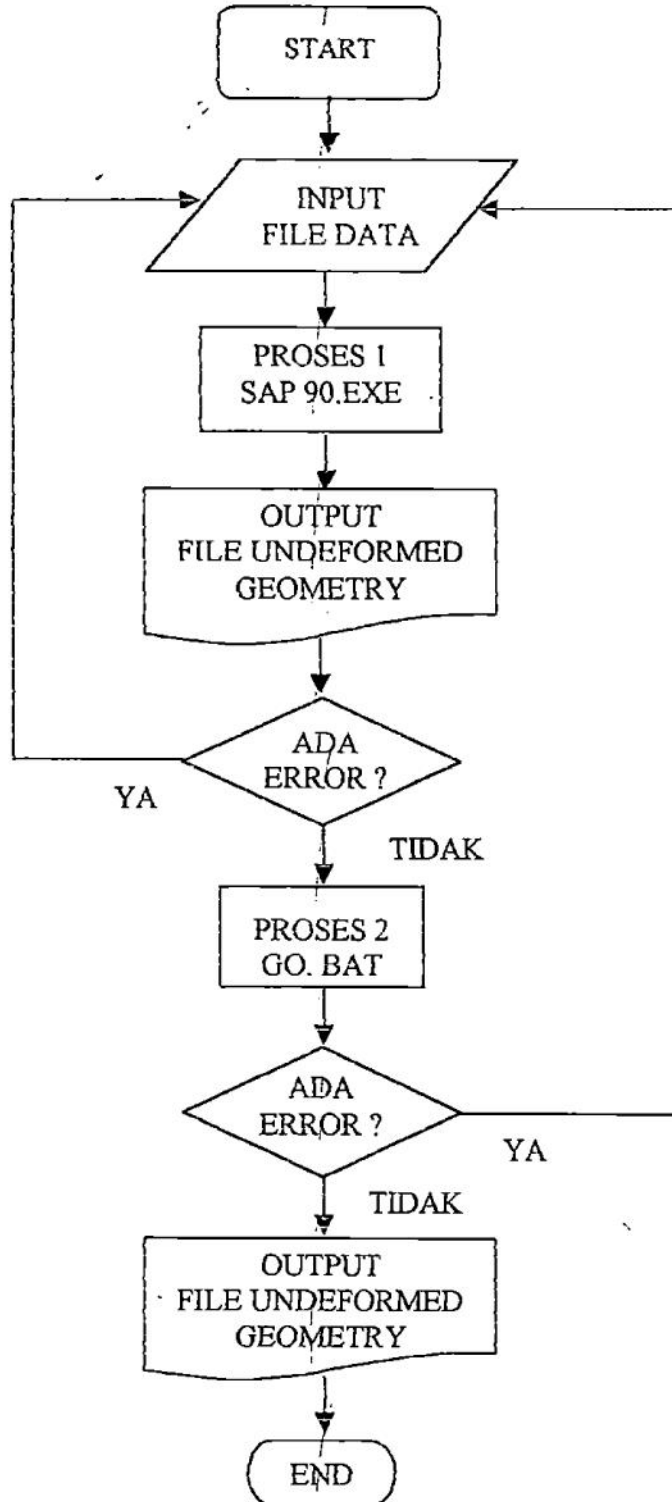 START
INPUT
FILE DATA
PROSES 1
SAP 90.EXE
OUTPUT
FILE UNDEFORMED
GEOMETRY
ADA
ERROR ?
YA
TIDAK
PROSES 2
GO. BAT
ADA
ERROR ?
YA
TIDAK
OUTPUT
FILE UNDEFORMED
GEOMETRY
END